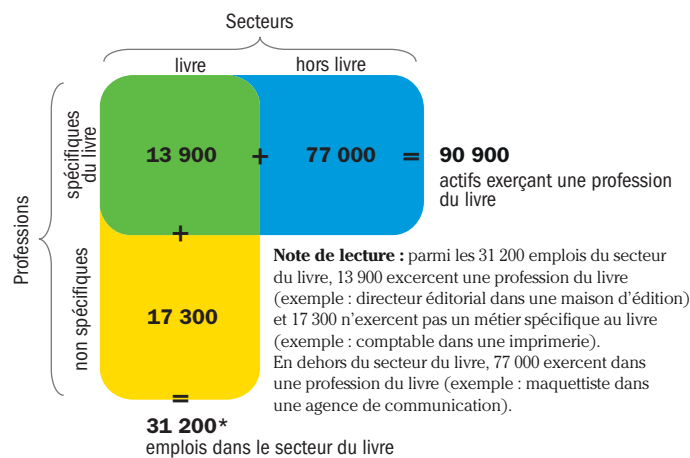 Secteurs
livre
hors livre
Professions
spécifiques
du livre
non spécifiques
13 900 + 77 000 = 90 900
actifs exerçant une profession
du livre
+
17 300
=
31 200*
emplois dans le secteur du livre
Note de lecture : parmi les 31 200 emplois du secteur
du livre, 13 900 excercent une profession du livre
(exemple : directeur éditorial dans une maison d'édition)
et 17 300 n'exercent pas un métier spécifique au livre
(exemple : comptable dans une imprimerie).
En dehors du secteur du livre, 77 000 exercent dans
une profession du livre (exemple : maquettiste dans
une agence de communication).